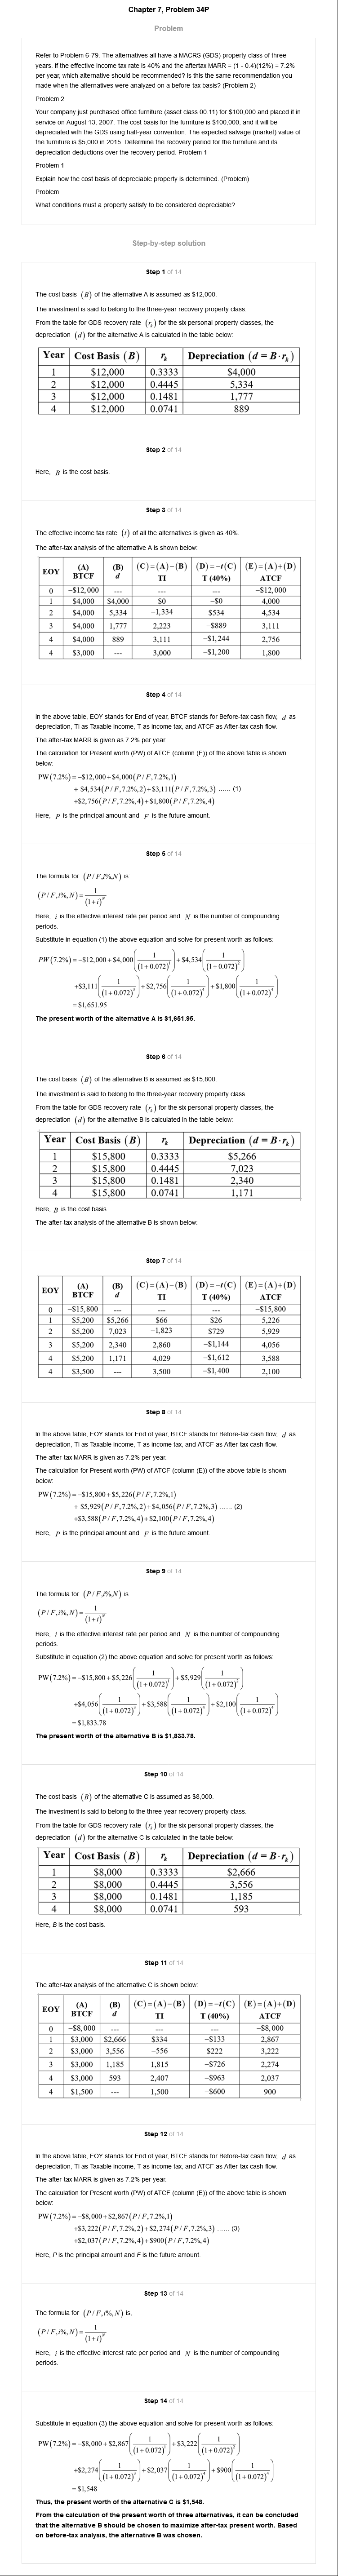 Chapter 7, Problem 34P
Problem
Refer to Problem 6-79. The alternatives all have a MACRS (GDS) property class of three
years. If the effective income tax rate is 40% and the aftertax MARR = (1 - 0.4)(12%) = 7.2%
per year, which alternative should be recommended? Is this the same recommendation you
made when the alternatives were analyzed on a before-tax basis? (Problem 2)
Problem 2
Your company just purchased office furniture (asset class 00.11) for $100,000 and placed it in
service on August 13, 2007. The cost basis for the furniture is $100,000, and it will be
depreciated with the GDS using half-year convention. The expected salvage (market) value of
the furniture is $5,000 in 2015. Determine the recovery period for the furniture and its
depreciation deductions over the recovery period. Problem 1
Problem 1
Explain how the cost basis of depreciable property is determined. (Problem)
Problem
What conditions must a property satisfy to be considered depreciable?
Step-by-step solution
Step 1 of 14
The cost basis (B) of the alternative A is assumed as $12,000.
The investment is said to belong to the three-year recovery property class.
From the table for GDS recovery rate (r_k) for the six personal property classes, the
depreciation (d) for the alternative A is calculated in the table below:
Year Cost Basis (B) r_k Depreciation (d = B·r_k)
1 $12,000 0.3333 $4,000
2 $12,000 0.4445 5,334
3 $12,000 0.1481 1,777
4 $12,000 0.0741 889
Step 2 of 14
Here, B is the cost basis.
Step 3 of 14
The effective income tax rate (t) of all the alternatives is given as 40%.
The after-tax analysis of the alternative A is shown below:
EOY (A) BTCF (B) d (C)=(A)−(B) TI (D)=−t(C) T (40%) (E)=(A)+(D) ATCF
0 −$12,000 --- --- --- −$12,000
1 $4,000 $4,000 $0 −$0 4,000
2 $4,000 5,334 −1,334 $534 4,534
3 $4,000 1,777 2,223 −$889 3,111
4 $4,000 889 3,111 −$1,244 2,756
4 $3,000 --- 3,000 −$1,200 1,800
Step 4 of 14
In the above table, EOY stands for End of year, BTCF stands for Before-tax cash flow, d as
depreciation, TI as Taxable income, T as income tax, and ATCF as After-tax cash flow.
The after-tax MARR is given as 7.2% per year.
The calculation for Present worth (PW) of ATCF (column (E)) of the above table is shown
below:
PW(7.2%) = −$12,000 + $4,000(P/F,7.2%,1)
+ $4,534(P/F,7.2%,2) + $3,111(P/F,7.2%,3) ...... (1)
+$2,756(P/F,7.2%,4) + $1,800(P/F,7.2%,4)
Here, P is the principal amount and F is the future amount.
Step 5 of 14
The formula for (P/F,i%,N) is:
(P/F,i%,N) = 1/(1+i)^N
Here, i is the effective interest rate per period and N is the number of compounding
periods.
Substitute in equation (1) the above equation and solve for present worth as follows:
PW(7.2%) = −$12,000 + $4,000(1/(1+0.072)^1) + $4,534(1/(1+0.072)^2)
+$3,111(1/(1+0.072)^3) + $2,756(1/(1+0.072)^4) + $1,800(1/(1+0.072)^4)
= $1,651.95
The present worth of the alternative A is $1,651.95.
Step 6 of 14
The cost basis (B) of the alternative B is assumed as $15,800.
The investment is said to belong to the three-year recovery property class.
From the table for GDS recovery rate (r_k) for the six personal property classes, the
depreciation (d) for the alternative B is calculated in the table below:
Year Cost Basis (B) r_k Depreciation (d = B·r_k)
1 $15,800 0.3333 $5,266
2 $15,800 0.4445 7,023
3 $15,800 0.1481 2,340
4 $15,800 0.0741 1,171
Here, B is the cost basis.
The after-tax analysis of the alternative B is shown below:
Step 7 of 14
EOY (A) BTCF (B) d (C)=(A)−(B) TI (D)=−t(C) T (40%) (E)=(A)+(D) ATCF
0 −$15,800 --- --- --- −$15,800
1 $5,200 $5,266 $66 $26 5,226
2 $5,200 7,023 −1,823 $729 5,929
3 $5,200 2,340 2,860 −$1,144 4,056
4 $5,200 1,171 4,029 −$1,612 3,588
4 $3,500 --- 3,500 −$1,400 2,100
Step 8 of 14
In the above table, EOY stands for End of year, BTCF stands for Before-tax cash flow, d as
depreciation, TI as Taxable income, T as income tax, and ATCF as After-tax cash flow.
The after-tax MARR is given as 7.2% per year.
The calculation for Present worth (PW) of ATCF (column (E)) of the above table is shown
below:
PW(7.2%) = −$15,800 + $5,226(P/F,7.2%,1)
+ $5,929(P/F,7.2%,2) + $4,056(P/F,7.2%,3) ...... (2)
+$3,588(P/F,7.2%,4) + $2,100(P/F,7.2%,4)
Here, P is the principal amount and F is the future amount.
Step 9 of 14
The formula for (P/F,i%,N) is
(P/F,i%,N) = 1/(1+i)^N
Here, i is the effective interest rate per period and N is the number of compounding
periods.
Substitute in equation (2) the above equation and solve for present worth as follows:
PW(7.2%) = −$15,800 + $5,226(1/(1+0.072)^1) + $5,929(1/(1+0.072)^2)
+$4,056(1/(1+0.072)^3) + $3,588(1/(1+0.072)^4) + $2,100(1/(1+0.072)^4)
= $1,833.78
The present worth of the alternative B is $1,833.78.
Step 10 of 14
The cost basis (B) of the alternative C is assumed as $8,000.
The investment is said to belong to the three-year recovery property class.
From the table for GDS recovery rate (r_k) for the six personal property classes, the
depreciation (d) for the alternative C is calculated in the table below:
Year Cost Basis (B) r_k Depreciation (d = B·r_k)
1 $8,000 0.3333 $2,666
2 $8,000 0.4445 3,556
3 $8,000 0.1481 1,185
4 $8,000 0.0741 593
Here, B is the cost basis.
Step 11 of 14
The after-tax analysis of the alternative C is shown below:
EOY (A) BTCF (B) d (C)=(A)−(B) TI (D)=−t(C) T (40%) (E)=(A)+(D) ATCF
0 −$8,000 --- --- --- −$8,000
1 $3,000 $2,666 $334 −$133 2,867
2 $3,000 3,556 −556 $222 3,222
3 $3,000 1,185 1,815 −$726 2,274
4 $3,000 593 2,407 −$963 2,037
4 $1,500 --- 1,500 −$600 900
Step 12 of 14
In the above table, EOY stands for End of year, BTCF stands for Before-tax cash flow, d as
depreciation, TI as Taxable income, T as income tax, and ATCF as After-tax cash flow.
The after-tax MARR is given as 7.2% per year.
The calculation for Present worth (PW) of ATCF (column (E)) of the above table is shown
below:
PW(7.2%) = −$8,000 + $2,867(P/F,7.2%,1)
+$3,222(P/F,7.2%,2) + $2,274(P/F,7.2%,3) ...... (3)
+$2,037(P/F,7.2%,4) + $900(P/F,7.2%,4)
Here, P is the principal amount and F is the future amount.
Step 13 of 14
The formula for (P/F,i%,N) is,
(P/F,i%,N) = 1/(1+i)^N
Here, i is the effective interest rate per period and N is the number of compounding
periods.
Step 14 of 14
Substitute in equation (3) the above equation and solve for present worth as follows:
PW(7.2%) = −$8,000 + $2,867(1/(1+0.072)^1) + $3,222(1/(1+0.072)^2)
+$2,274(1/(1+0.072)^3) + $2,037(1/(1+0.072)^4) + $900(1/(1+0.072)^4)
= $1,548
Thus, the present worth of the alternative C is $1,548.
From the calculation of the present worth of three alternatives, it can be concluded
that the alternative B should be chosen to maximize after-tax present worth. Based
on before-tax analysis, the alternative B was chosen.